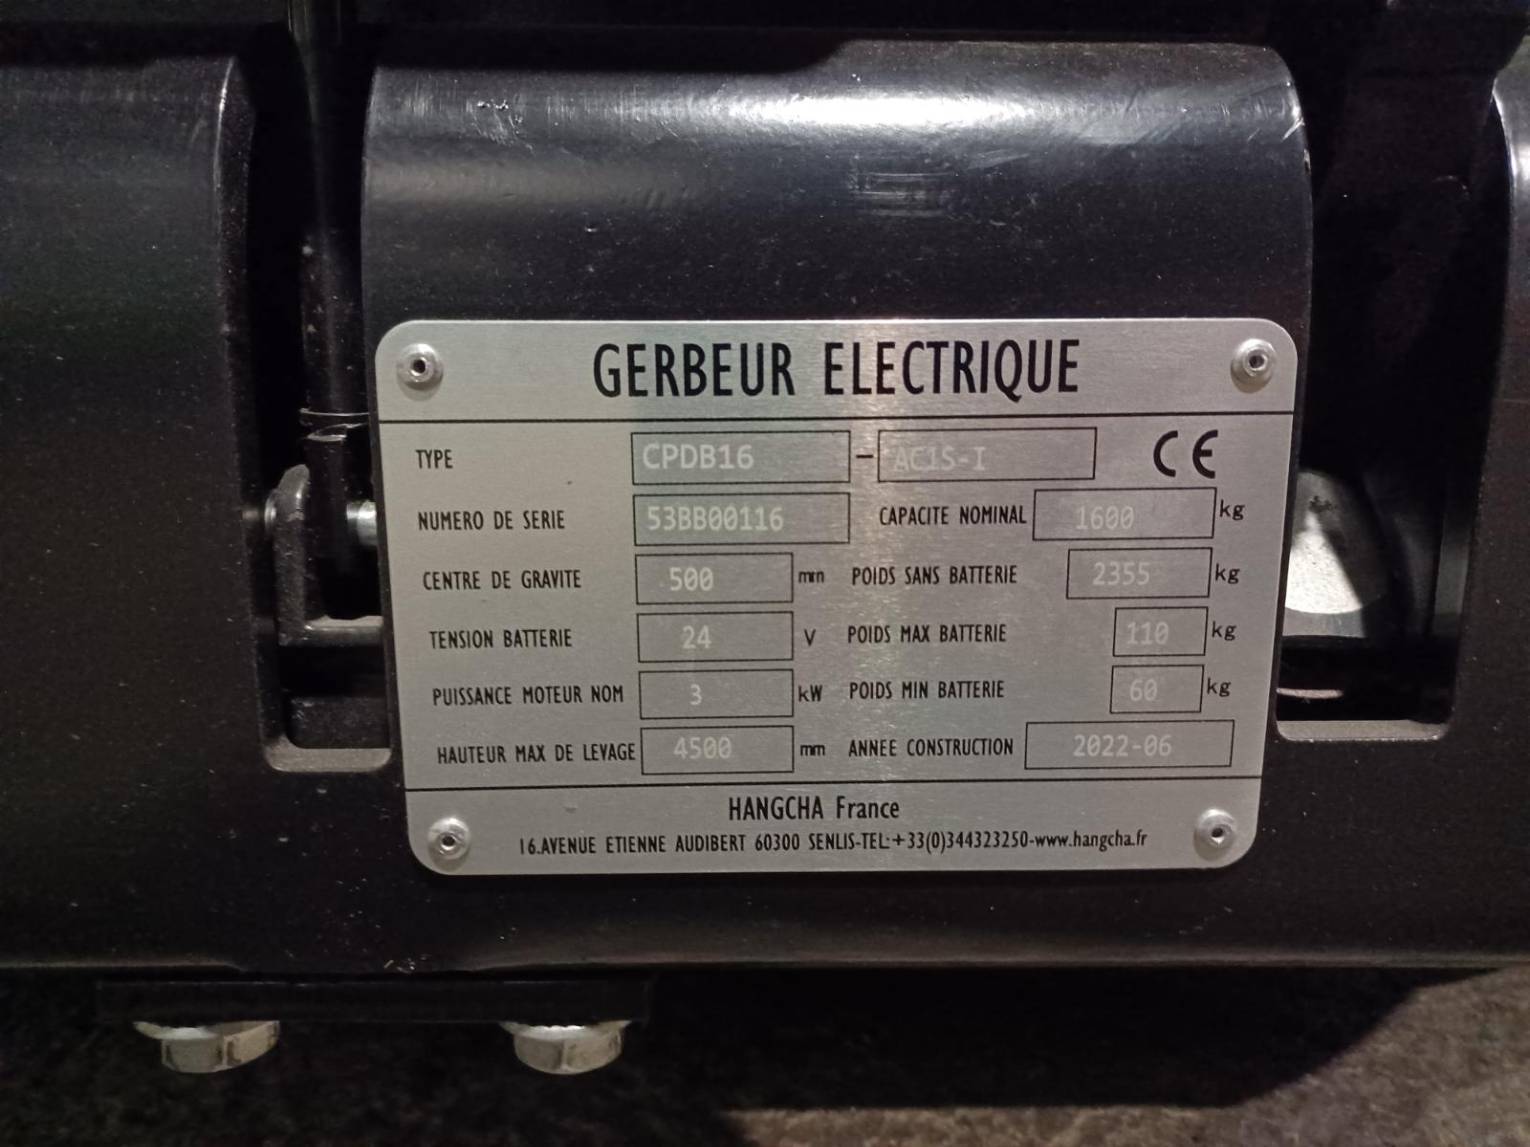 GERBEUR ELECTRIQUE
TYPE CPDB16 - AC1S-I CE
NUMERO DE SERIE 53BB00116 CAPACITE NOMINAL 1600 kg
CENTRE DE GRAVITE 500 mm POIDS SANS BATTERIE 2355 kg
TENSION BATTERIE 24 V POIDS MAX BATTERIE 110 kg
PUISSANCE MOTEUR NOM 3 kW POIDS MIN BATTERIE 60 kg
HAUTEUR MAX DE LEVAGE 4500 mm ANNEE CONSTRUCTION 2022-06
HANGCHA France
16.AVENUE ETIENNE AUDIBERT 60300 SENLIS-TEL:+33(0)344323250-www.hangcha.fr